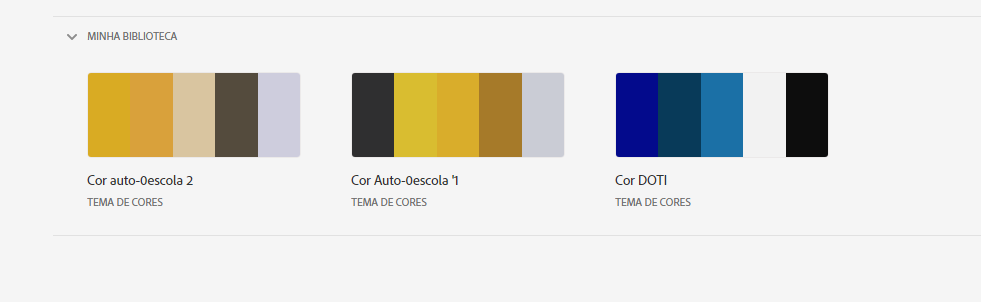 MINHA BIBLIOTECA
Cor auto-0escola 2
TEMA DE CORES
Cor Auto-0escola '1
TEMA DE CORES
Cor DOTI
TEMA DE CORES